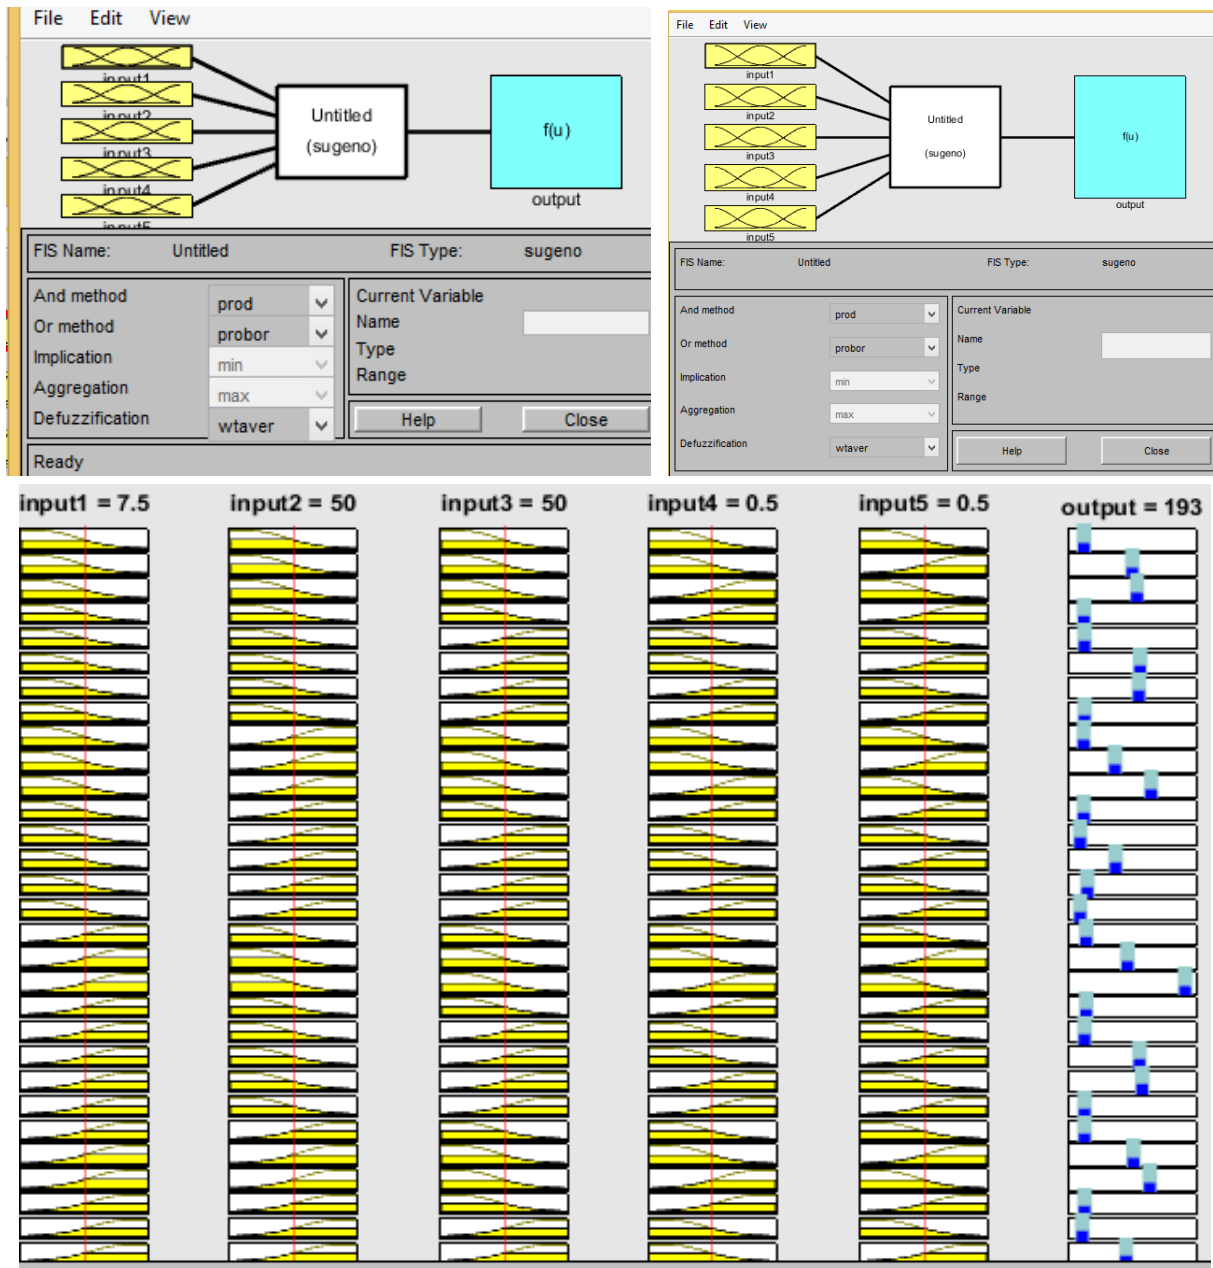 File Edit View
input1
input2
input3
input4
input5
Untitled
(sugeno)
f(u)
output
FIS Name: Untitled FIS Type: sugeno
And method prod
Or method probor
Implication min
Aggregation max
Defuzzification wtaver
Current Variable
Name
Type
Range
Help Close
Ready
File Edit View
input1
input2
input3
input4
input5
Untitled
(sugeno)
f(u)
output
FIS Name: Untitled FIS Type: sugeno
And method prod
Or method probor
Implication min
Aggregation max
Defuzzification wtaver
Current Variable
Name
Type
Range
Help Close
input1 = 7.5 input2 = 50 input3 = 50 input4 = 0.5 input5 = 0.5 output = 193